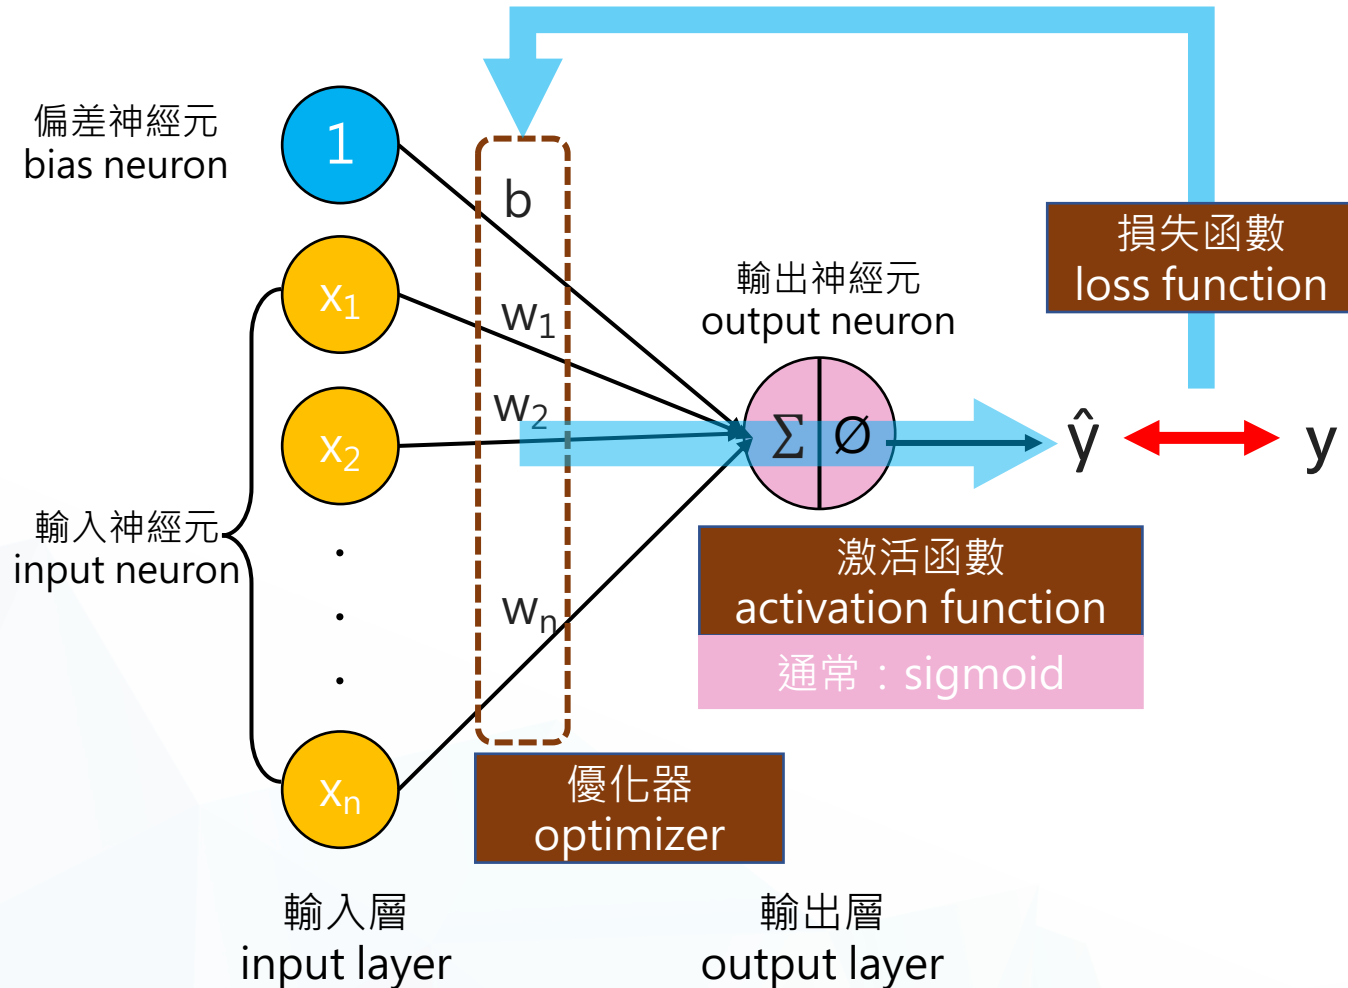 偏差神經元
bias neuron
1
b
x₁
w₁
x₂
w₂
輸入神經元
input neuron
.
.
.
wₙ
xₙ
輸出神經元
output neuron
∑ Ø
ŷ
y
損失函數
loss function
激活函數
activation function
通常：sigmoid
優化器
optimizer
輸入層
input layer
輸出層
output layer